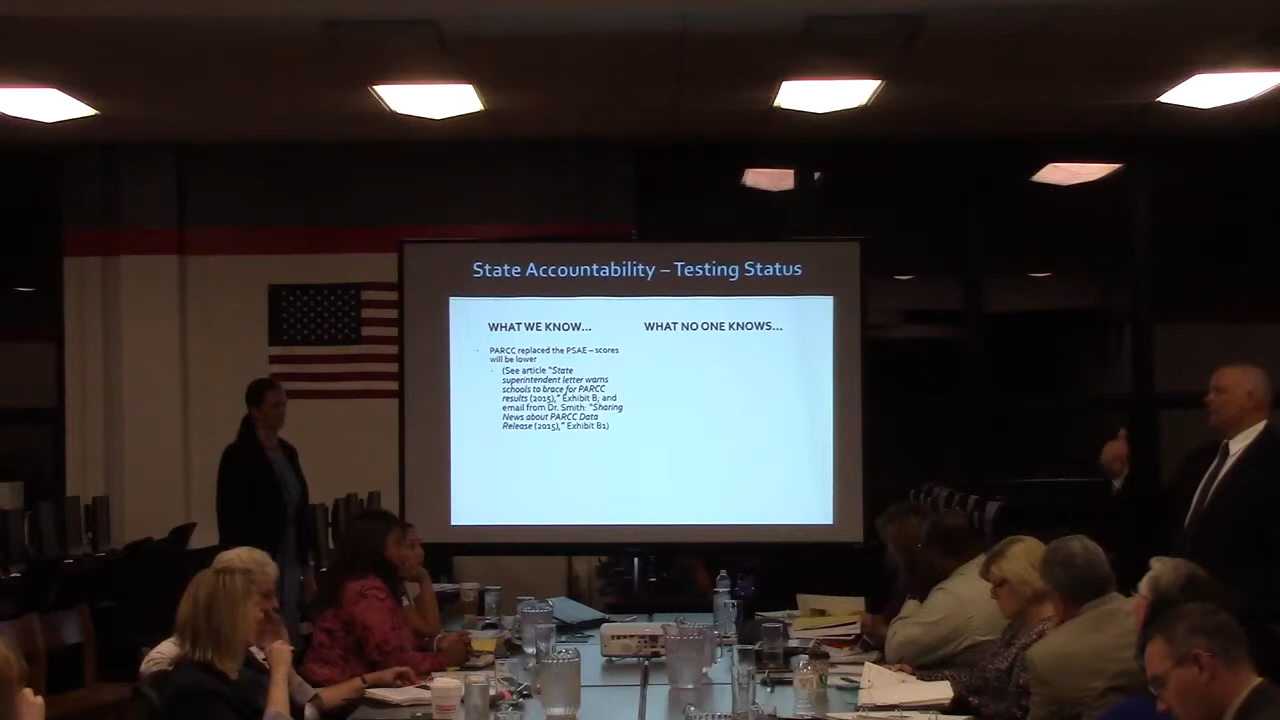 State Accountability – Testing Status
WHAT WE KNOW...
WHAT NO ONE KNOWS...
PARCC replaced the PSAE – scores
will be lower
(See article "State
superintendent letter warns
schools to brace for PARCC
results (2015)," Exhibit B; and
email from Dr. Smith: "Sharing
News about PARCC Data
Release (2015)," Exhibit B1)